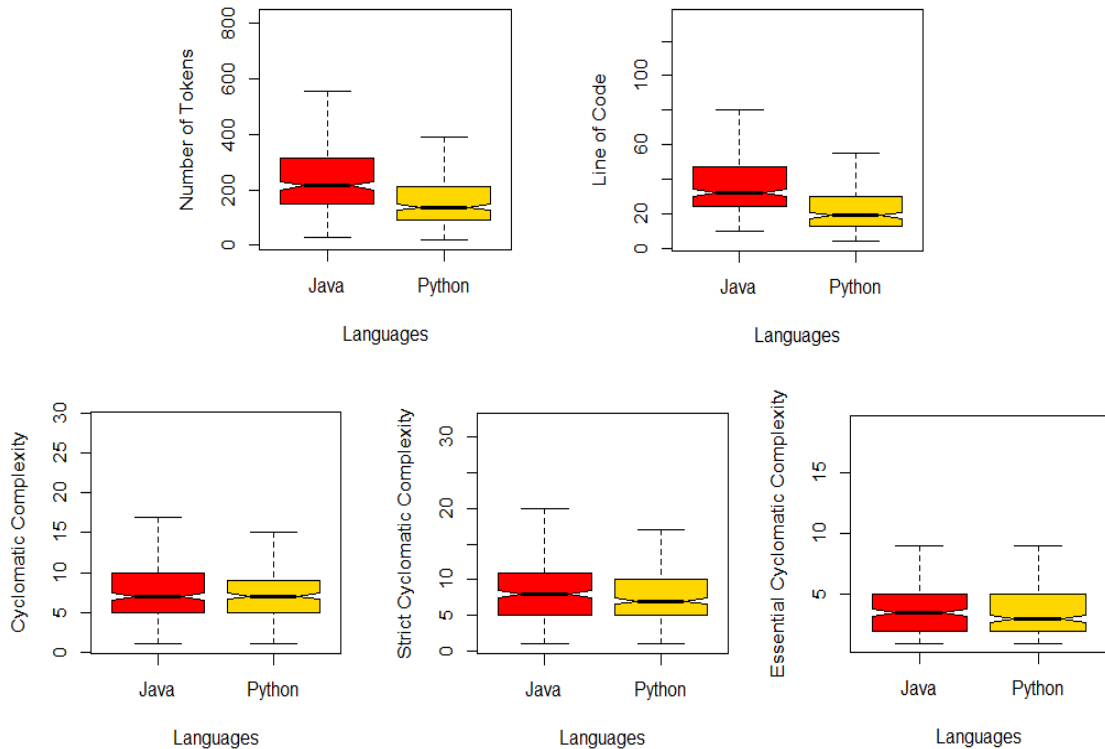 Number of Tokens
800
600
400
200
0
Java Python
Languages
Line of Code
100
60
20
0
Java Python
Languages
Cyclomatic Complexity
30
25
20
15
10
5
0
Java Python
Languages
Strict Cyclomatic Complexity
30
20
10
5
0
Java Python
Languages
Essential Cyclomatic Complexity
15
10
5
Java Python
Languages